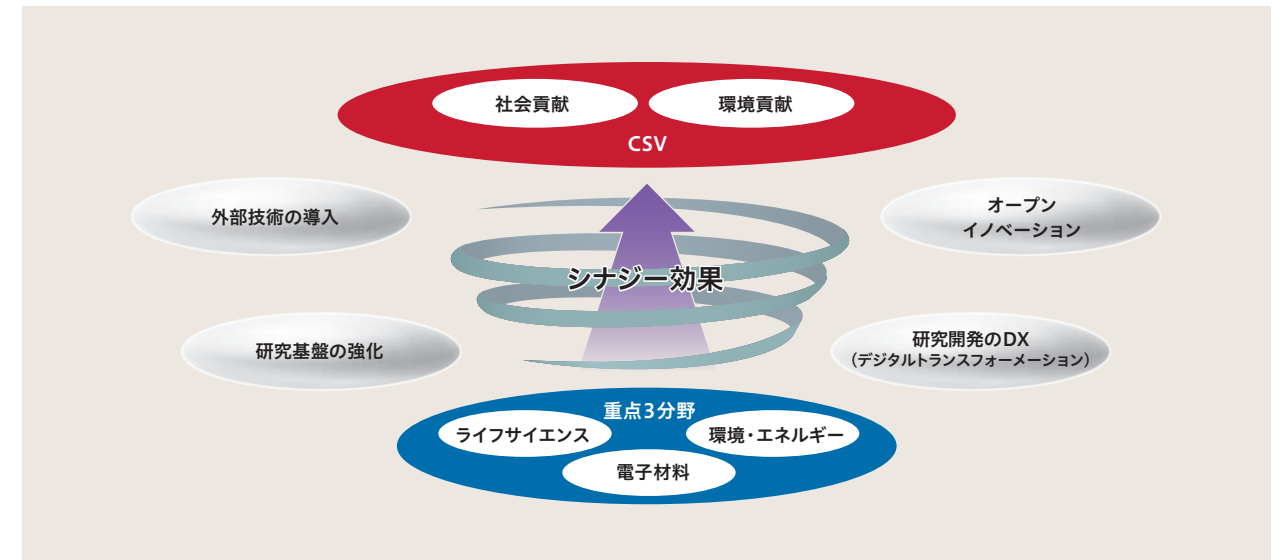 社会貢献
環境貢献
CSV
外部技術の導入
オープン
イノベーション
シナジー効果
研究基盤の強化
研究開発のDX
（デジタルトランスフォーメーション）
重点3分野
ライフサイエンス
環境・エネルギー
電子材料